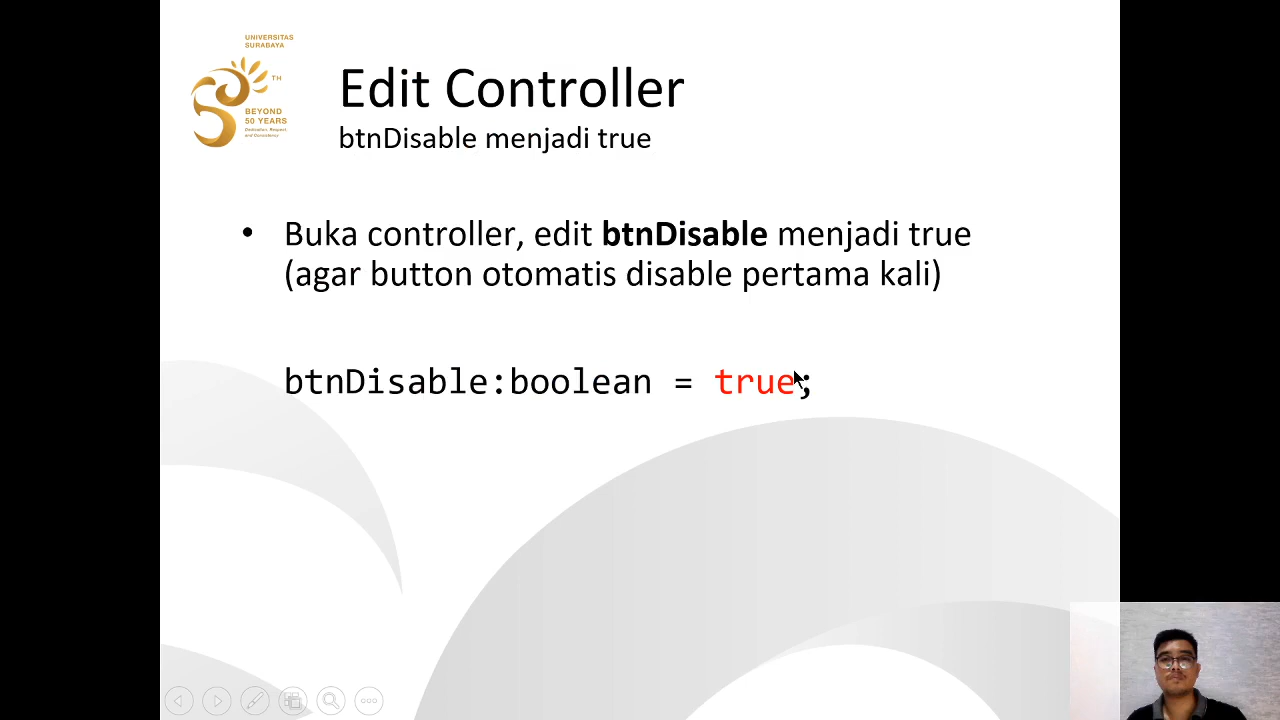 UNIVERSITAS
SURABAYA
TH
BEYOND
50 YEARS
Dedication, Respect,
and Consistency
Edit Controller
btnDisable menjadi true
• Buka controller, edit btnDisable menjadi true
(agar button otomatis disable pertama kali)
btnDisable:boolean = true;